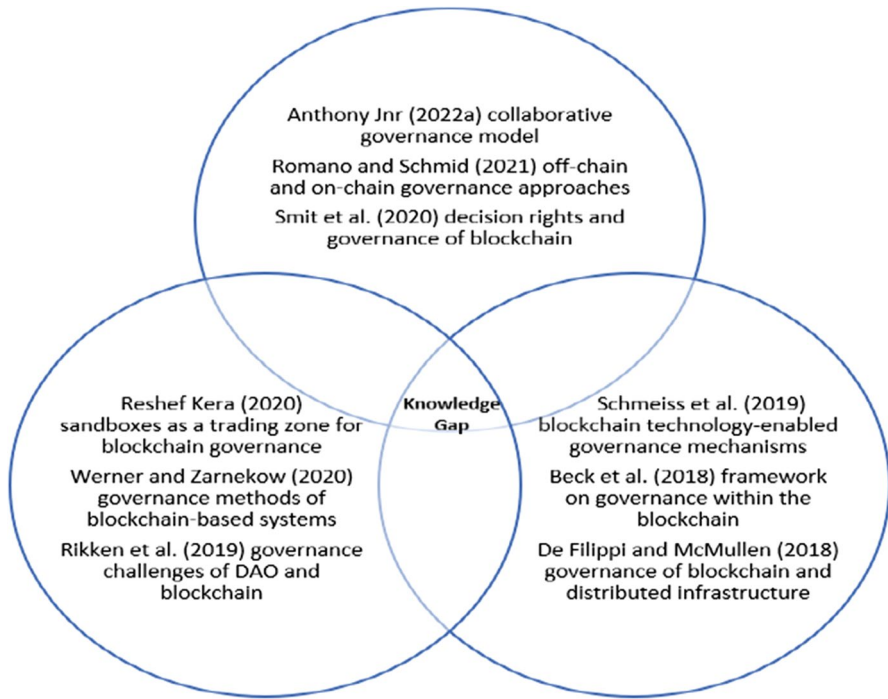 Anthony Jnr (2022a) collaborative
governance model
Romano and Schmid (2021) off-chain
and on-chain governance approaches
Smit et al. (2020) decision rights and
governance of blockchain
Reshef Kera (2020)
sandboxes as a trading zone for
blockchain governance
Werner and Zarnekow (2020)
governance methods of
blockchain-based systems
Rikken et al. (2019) governance
challenges of DAO and
blockchain
Knowledge
Gap
Schmeiss et al. (2019)
blockchain technology-enabled
governance mechanisms
Beck et al. (2018) framework
on governance within the
blockchain
De Filippi and McMullen (2018)
governance of blockchain and
distributed infrastructure